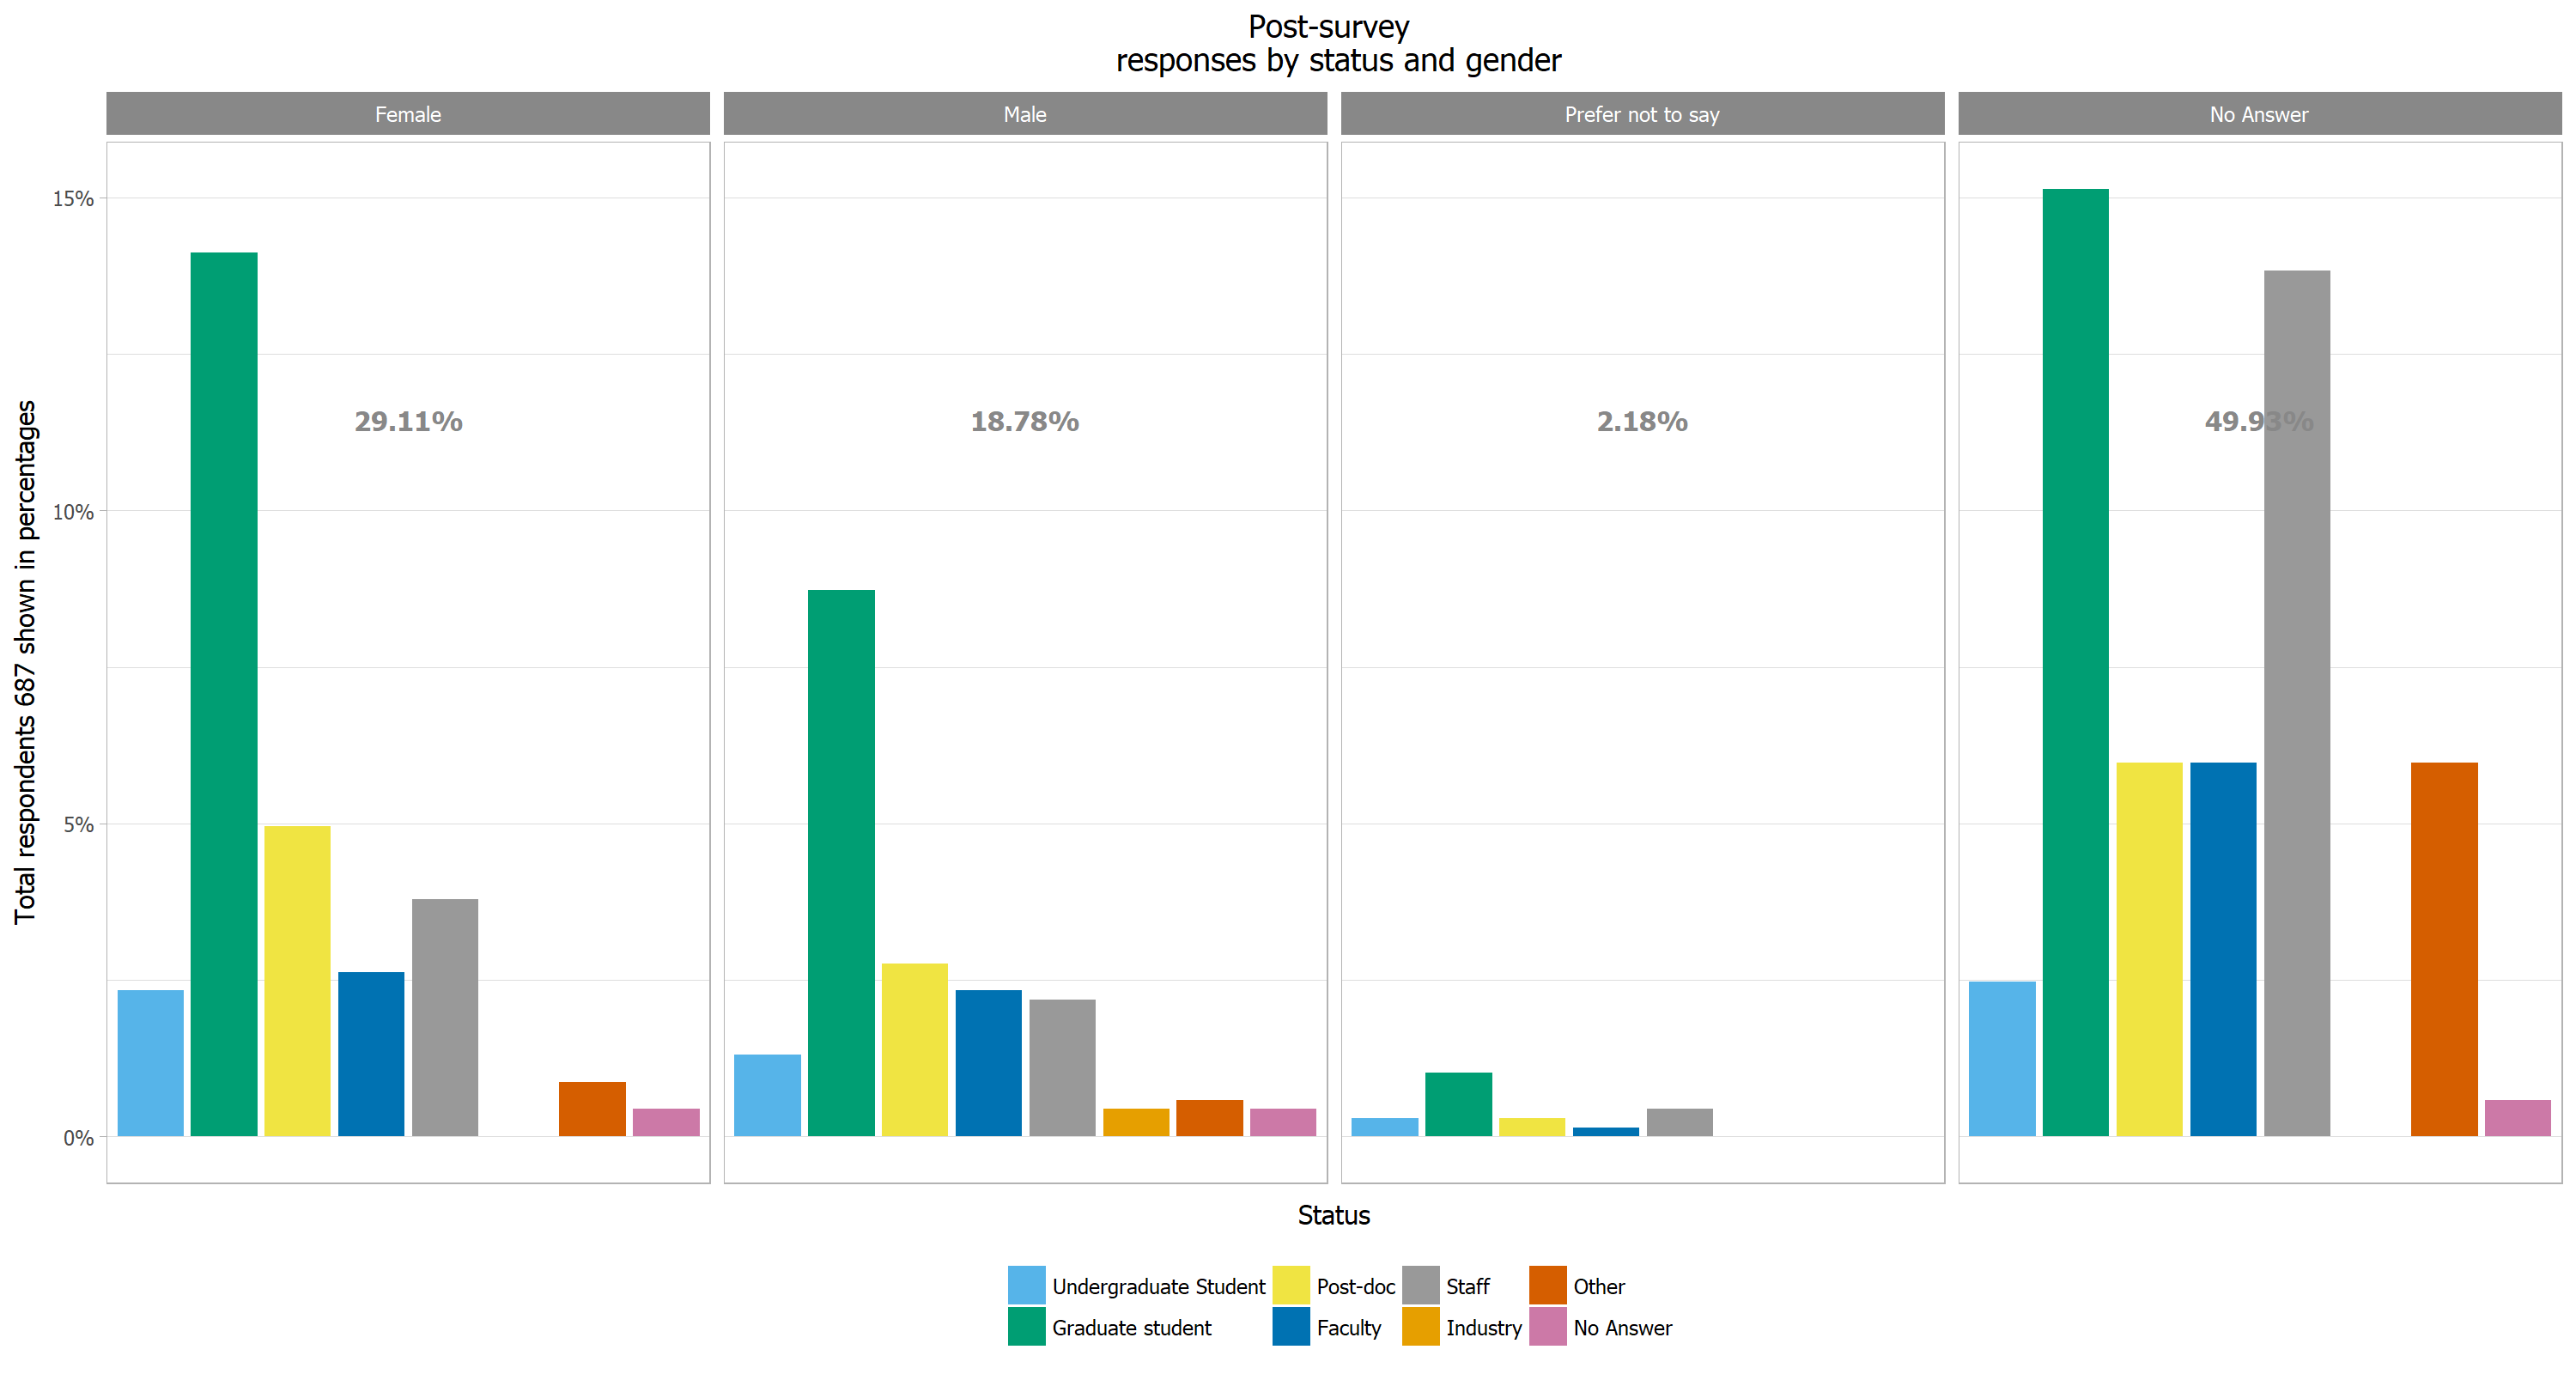 Post-survey
responses by status and gender
Female
Male
Prefer not to say
No Answer
Total respondents 687 shown in percentages
15%
10%
5%
0%
29.11%
18.78%
2.18%
49.93%
Status
Undergraduate Student
Post-doc
Staff
Other
Graduate student
Faculty
Industry
No Answer